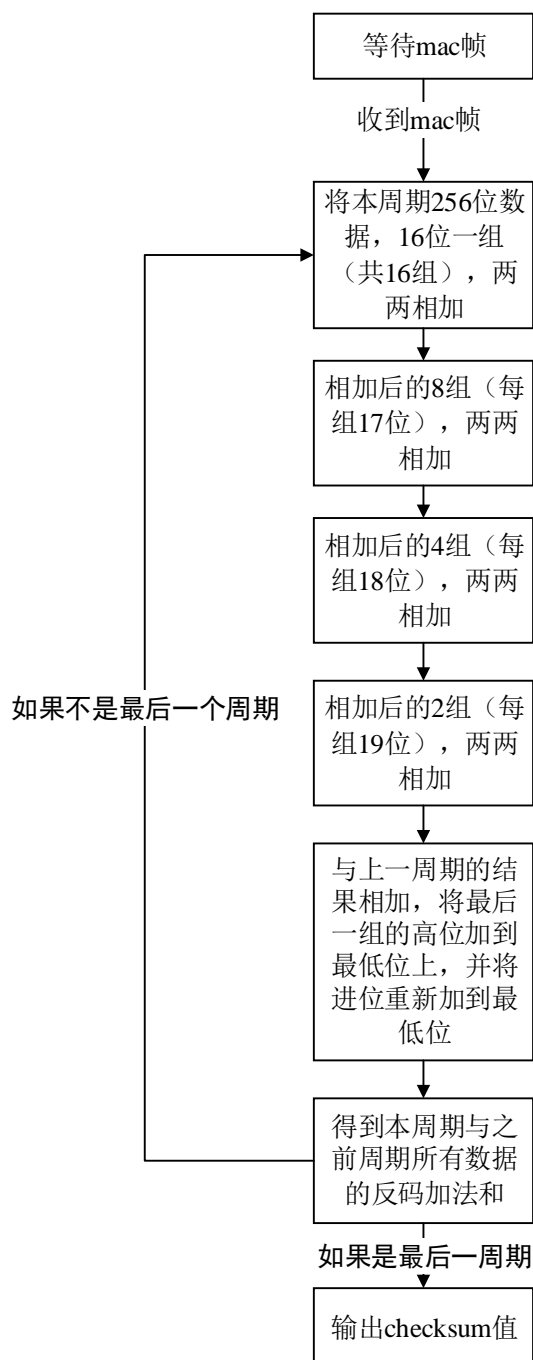 等待mac帧
收到mac帧
将本周期256位数
据，16位一组
（共16组），两
两相加
相加后的8组（每
组17位），两两
相加
相加后的4组（每
组18位），两两
相加
如果不是最后一个周期
相加后的2组（每
组19位），两两
相加
与上一周期的结
果相加，将最后
一组的高位加到
最低位上，并将
进位重新加到最
低位
得到本周期与之
前周期所有数据
的反码加法和
如果是最后一周期
输出checksum值